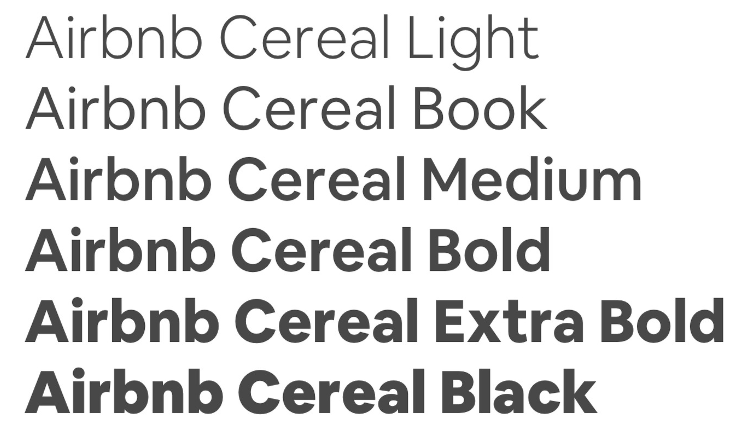 Airbnb Cereal Light
Airbnb Cereal Book
Airbnb Cereal Medium
Airbnb Cereal Bold
Airbnb Cereal Extra Bold
Airbnb Cereal Black